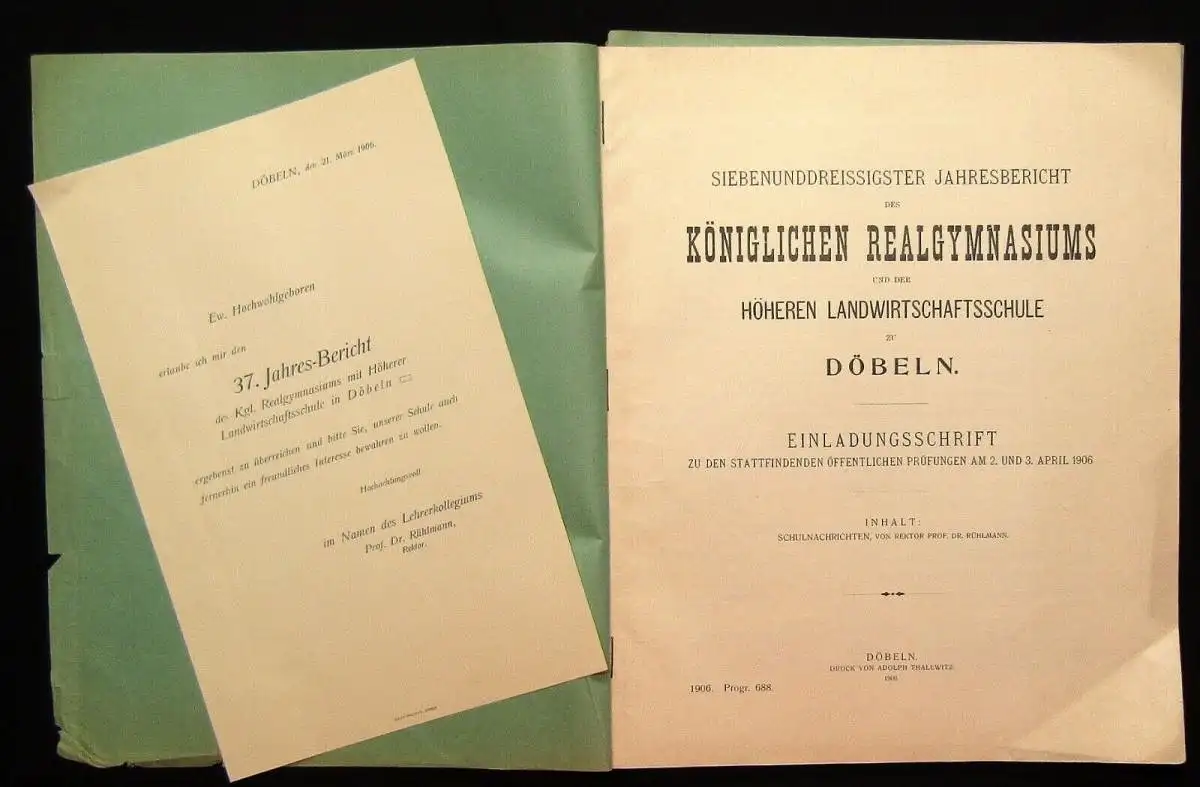 DÖBELN, den 21. März 1906.
Ew. Hochwohlgeboren
erlaube ich mir den
37. Jahres-Bericht
des Kgl. Realgymnasiums mit Höherer
Landwirtschaftsschule in Döbeln
ergebenst zu überreichen und bitte Sie, unserer Schule auch
fernerhin ein freundliches Interesse bewahren zu wollen.
Hochachtungsvoll
im Namen des Lehrerkollegiums
Prof. Dr. Rühlmann,
Rektor.
SIEBENUNDDREISSIGSTER JAHRESBERICHT
DES
KÖNIGLICHEN REALGYMNASIUMS
UND DER
HÖHEREN LANDWIRTSCHAFTSSCHULE
ZU
DÖBELN.
EINLADUNGSSCHRIFT
ZU DEN STATTFINDENDEN ÖFFENTLICHEN PRÜFUNGEN AM 2. UND 3. APRIL 1906
INHALT:
SCHULNACHRICHTEN, VON REKTOR PROF. DR. RÜHLMANN.
DÖBELN.
DRUCK VON ADOLPH THALLWITZ.
1906.
1906. Progr. 688.